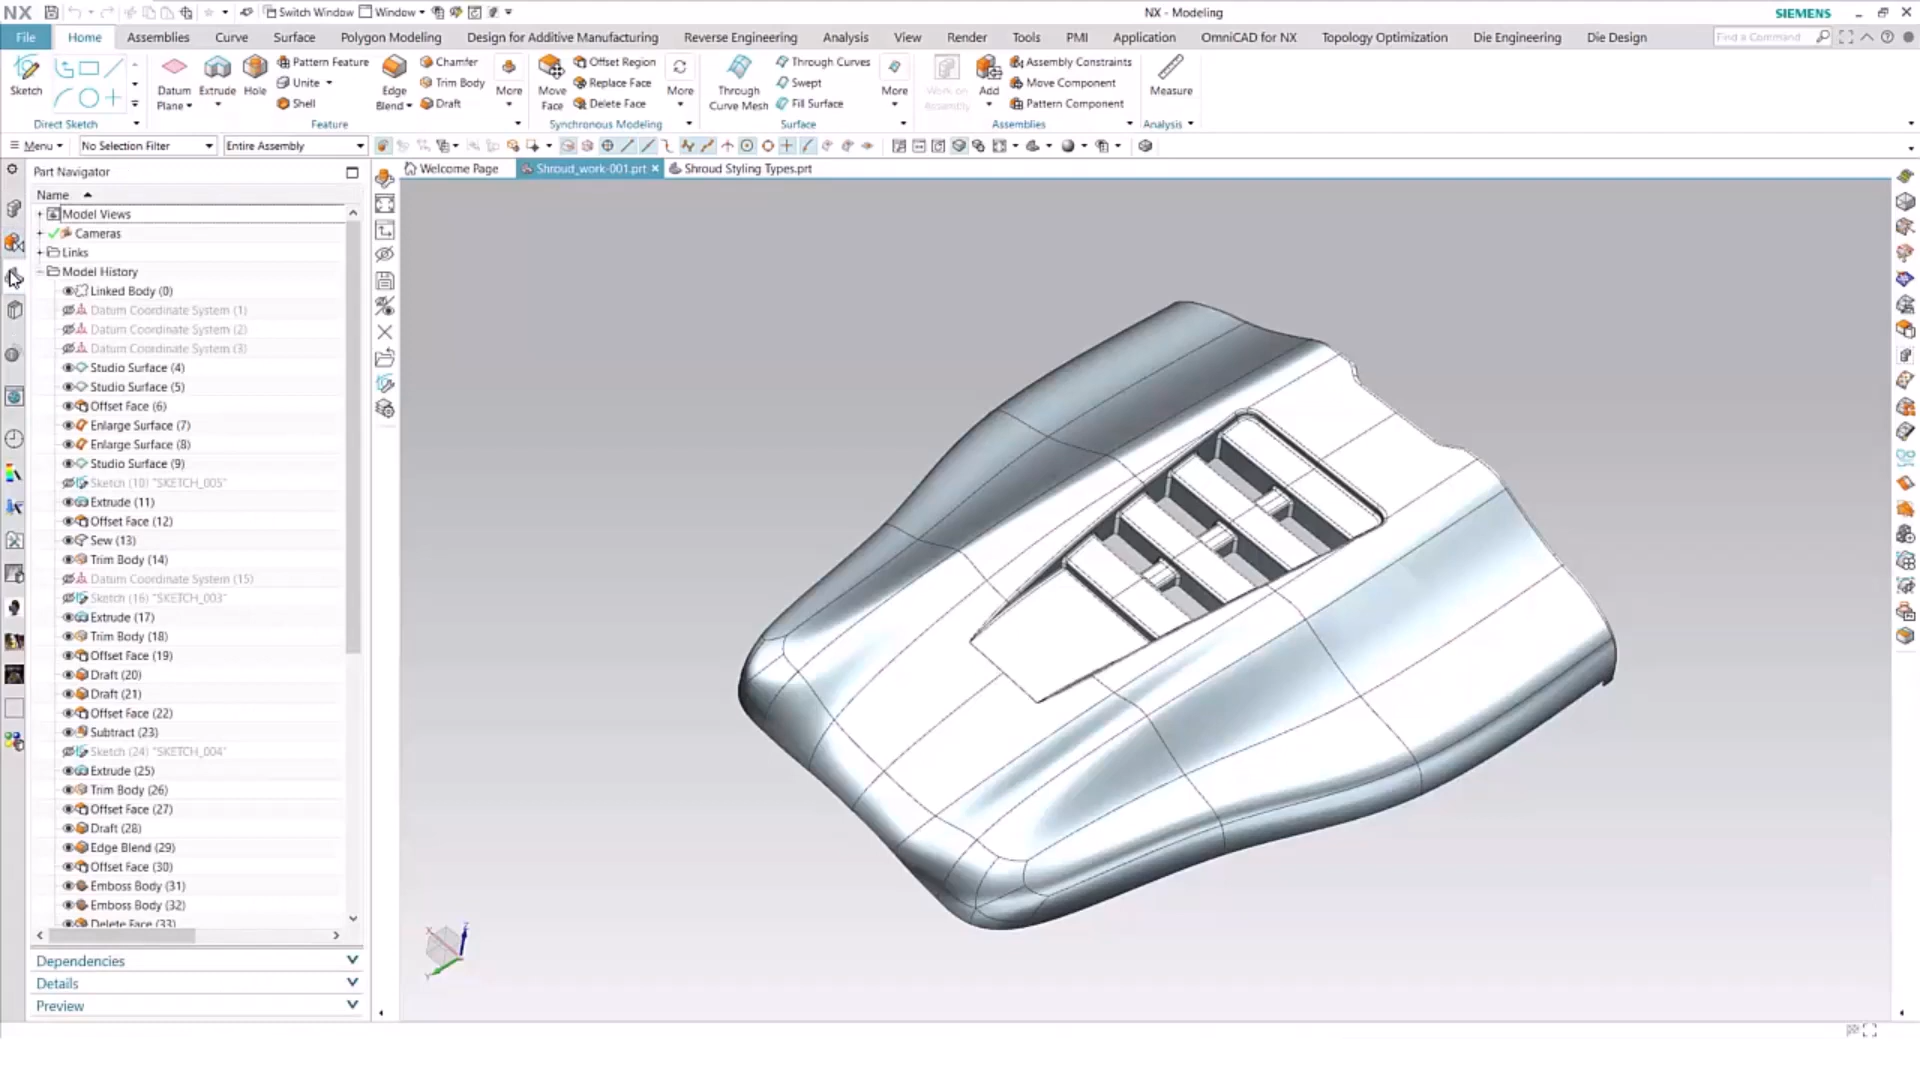 NX
Switch Window
Window
NX - Modeling
SIEMENS
File
Home
Assemblies
Curve
Surface
Polygon Modeling
Design for Additive Manufacturing
Reverse Engineering
Analysis
View
Render
Tools
PMI
Application
OmniCAD for NX
Topology Optimization
Die Engineering
Die Design
Find a Command
Sketch
Direct Sketch
Datum
Plane
Extrude
Hole
Pattern Feature
Unite
Shell
Edge
Blend
Chamfer
Trim Body
Draft
More
Feature
Move
Face
Offset Region
Replace Face
Delete Face
More
Synchronous Modeling
Through
Curve Mesh
Through Curves
Swept
Fill Surface
More
Surface
Work on
Assembly
Add
Assembly Constraints
Move Component
Pattern Component
Assemblies
Measure
Analysis
Menu
No Selection Filter
Entire Assembly
Part Navigator
Welcome Page
Shroud_work-001.prt
Shroud Styling Types.prt
Name
Model Views
Cameras
Links
Model History
Linked Body (0)
Datum Coordinate System (1)
Datum Coordinate System (2)
Datum Coordinate System (3)
Studio Surface (4)
Studio Surface (5)
Offset Face (6)
Enlarge Surface (7)
Enlarge Surface (8)
Studio Surface (9)
Sketch (10) "SKETCH_005"
Extrude (11)
Offset Face (12)
Sew (13)
Trim Body (14)
Datum Coordinate System (15)
Sketch (16) "SKETCH_003"
Extrude (17)
Trim Body (18)
Offset Face (19)
Draft (20)
Draft (21)
Offset Face (22)
Subtract (23)
Sketch (24) "SKETCH_004"
Extrude (25)
Trim Body (26)
Offset Face (27)
Draft (28)
Edge Blend (29)
Offset Face (30)
Emboss Body (31)
Emboss Body (32)
Delete Face (33)
Dependencies
Details
Preview
X
Z
Y